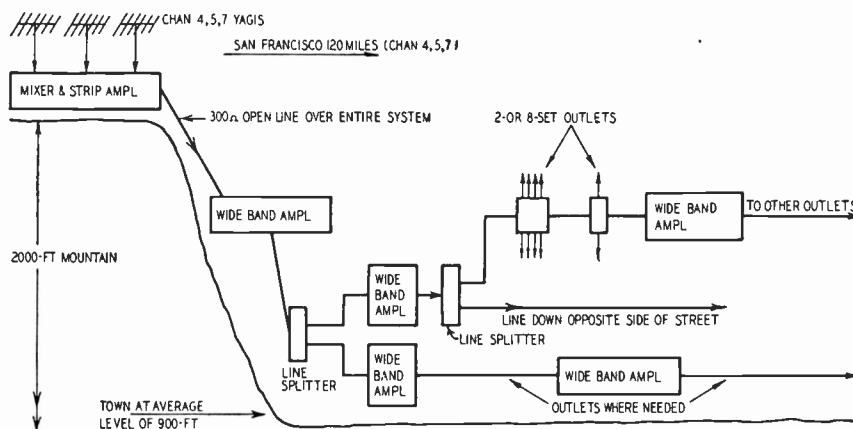 CHAN 4,5,7 YAGIS
SAN FRANCISCO 120 MILES (CHAN 4,5,7)
MIXER & STRIP AMPL
300Ω OPEN LINE OVER ENTIRE SYSTEM
2-OR 8-SET OUTLETS
WIDE BAND AMPL
WIDE BAND
AMPL
TO OTHER OUTLETS
2000-FT MOUNTAIN
WIDE
BAND
AMPL
LINE DOWN OPPOSITE SIDE OF STREET
LINE SPLITTER
LINE
SPLITTER
WIDE
BAND
AMPL
WIDE BAND AMPL
OUTLETS WHERE NEEDED
TOWN AT AVERAGE
LEVEL OF 900-FT